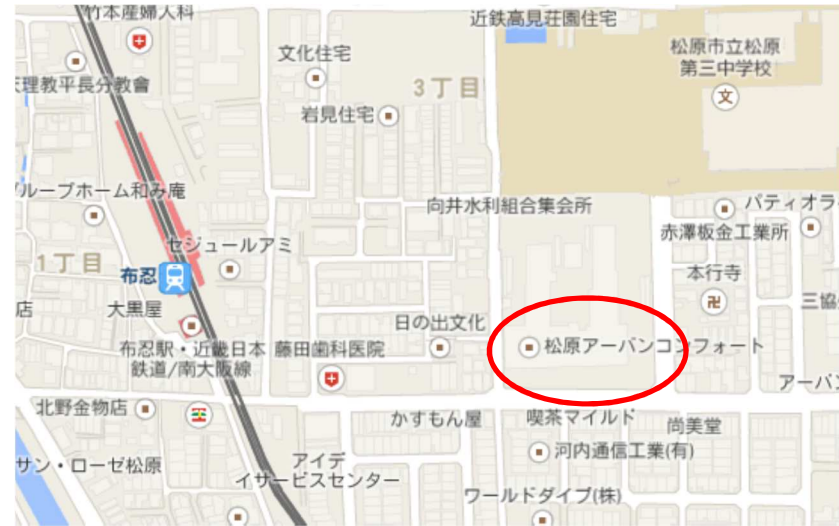 竹本産婦人科
近鉄高見荘園住宅
文化住宅
松原市立松原
第三中学校
文
天理教平長分教會
3丁目
岩見住宅
グループホーム和み庵
向井水利組合集会所
パティオラ
赤澤板金工業所
セジュールアミ
1丁目
布忍
本行寺
卍
店
大黒屋
三協
日の出文化
松原アーバンコンフォート
布忍駅・近畿日本
鉄道/南大阪線
藤田歯科医院
アーバン
北野金物店
かすもん屋
喫茶マイルド
尚美堂
河内通信工業(有)
サン・ローゼ松原
アイデ
イサービスセンター
ワールドダイブ(株)